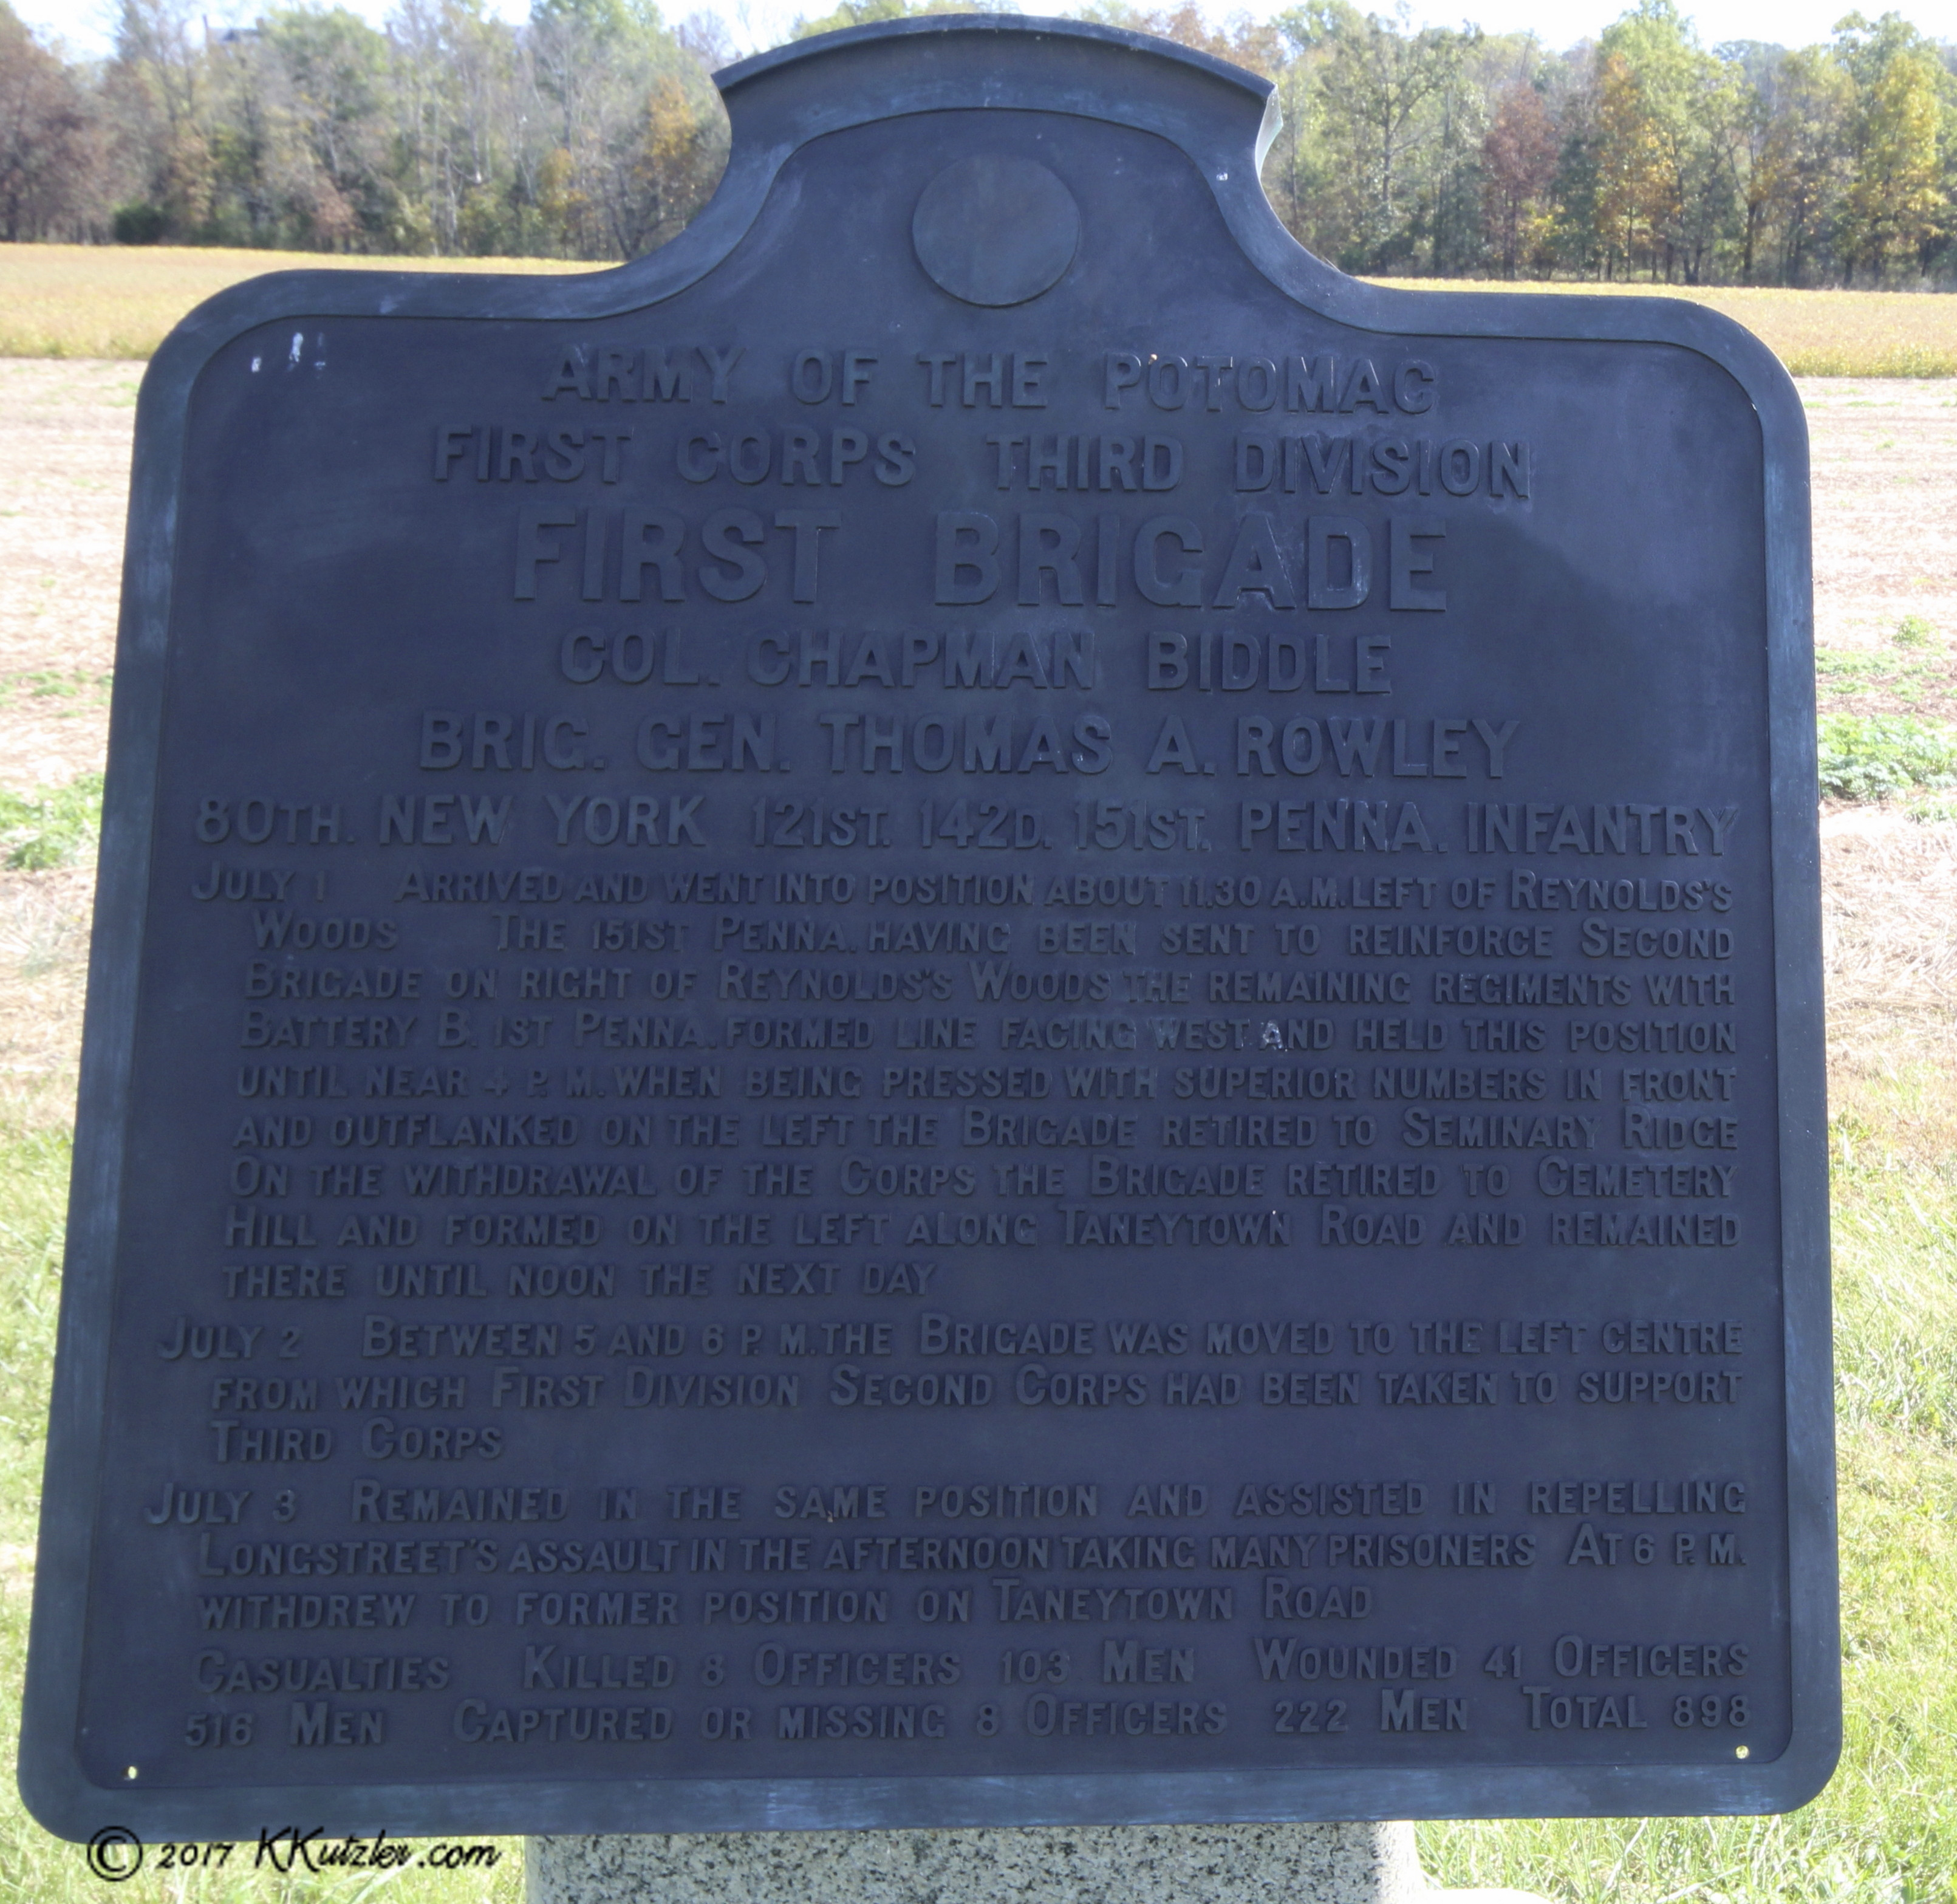 ARMY OF THE POTOMAC
FIRST CORPS THIRD DIVISION
FIRST BRIGADE
COL. CHAPMAN BIDDLE
BRIG. GEN. THOMAS A. ROWLEY
80TH. NEW YORK 121ST. 142D. 151ST. PENNA. INFANTRY
JULY 1 ARRIVED AND WENT INTO POSITION ABOUT 11.30 A.M. LEFT OF REYNOLDS'S
WOODS THE 151ST PENNA. HAVING BEEN SENT TO REINFORCE SECOND
BRIGADE ON RIGHT OF REYNOLDS'S WOODS THE REMAINING REGIMENTS WITH
BATTERY B. 1ST PENNA. FORMED LINE FACING WEST AND HELD THIS POSITION
UNTIL NEAR 4 P. M. WHEN BEING PRESSED WITH SUPERIOR NUMBERS IN FRONT
AND OUTFLANKED ON THE LEFT THE BRIGADE RETIRED TO SEMINARY RIDGE
ON THE WITHDRAWAL OF THE CORPS THE BRIGADE RETIRED TO CEMETERY
HILL AND FORMED ON THE LEFT ALONG TANEYTOWN ROAD AND REMAINED
THERE UNTIL NOON THE NEXT DAY
JULY 2 BETWEEN 5 AND 6 P. M. THE BRIGADE WAS MOVED TO THE LEFT CENTRE
FROM WHICH FIRST DIVISION SECOND CORPS HAD BEEN TAKEN TO SUPPORT
THIRD CORPS
JULY 3 REMAINED IN THE SAME POSITION AND ASSISTED IN REPELLING
LONGSTREET'S ASSAULT IN THE AFTERNOON TAKING MANY PRISONERS AT 6 P. M.
WITHDREW TO FORMER POSITION ON TANEYTOWN ROAD
CASUALTIES KILLED 8 OFFICERS 103 MEN WOUNDED 41 OFFICERS
516 MEN CAPTURED OR MISSING 8 OFFICERS 222 MEN TOTAL 898
© 2017 KKutzler.com